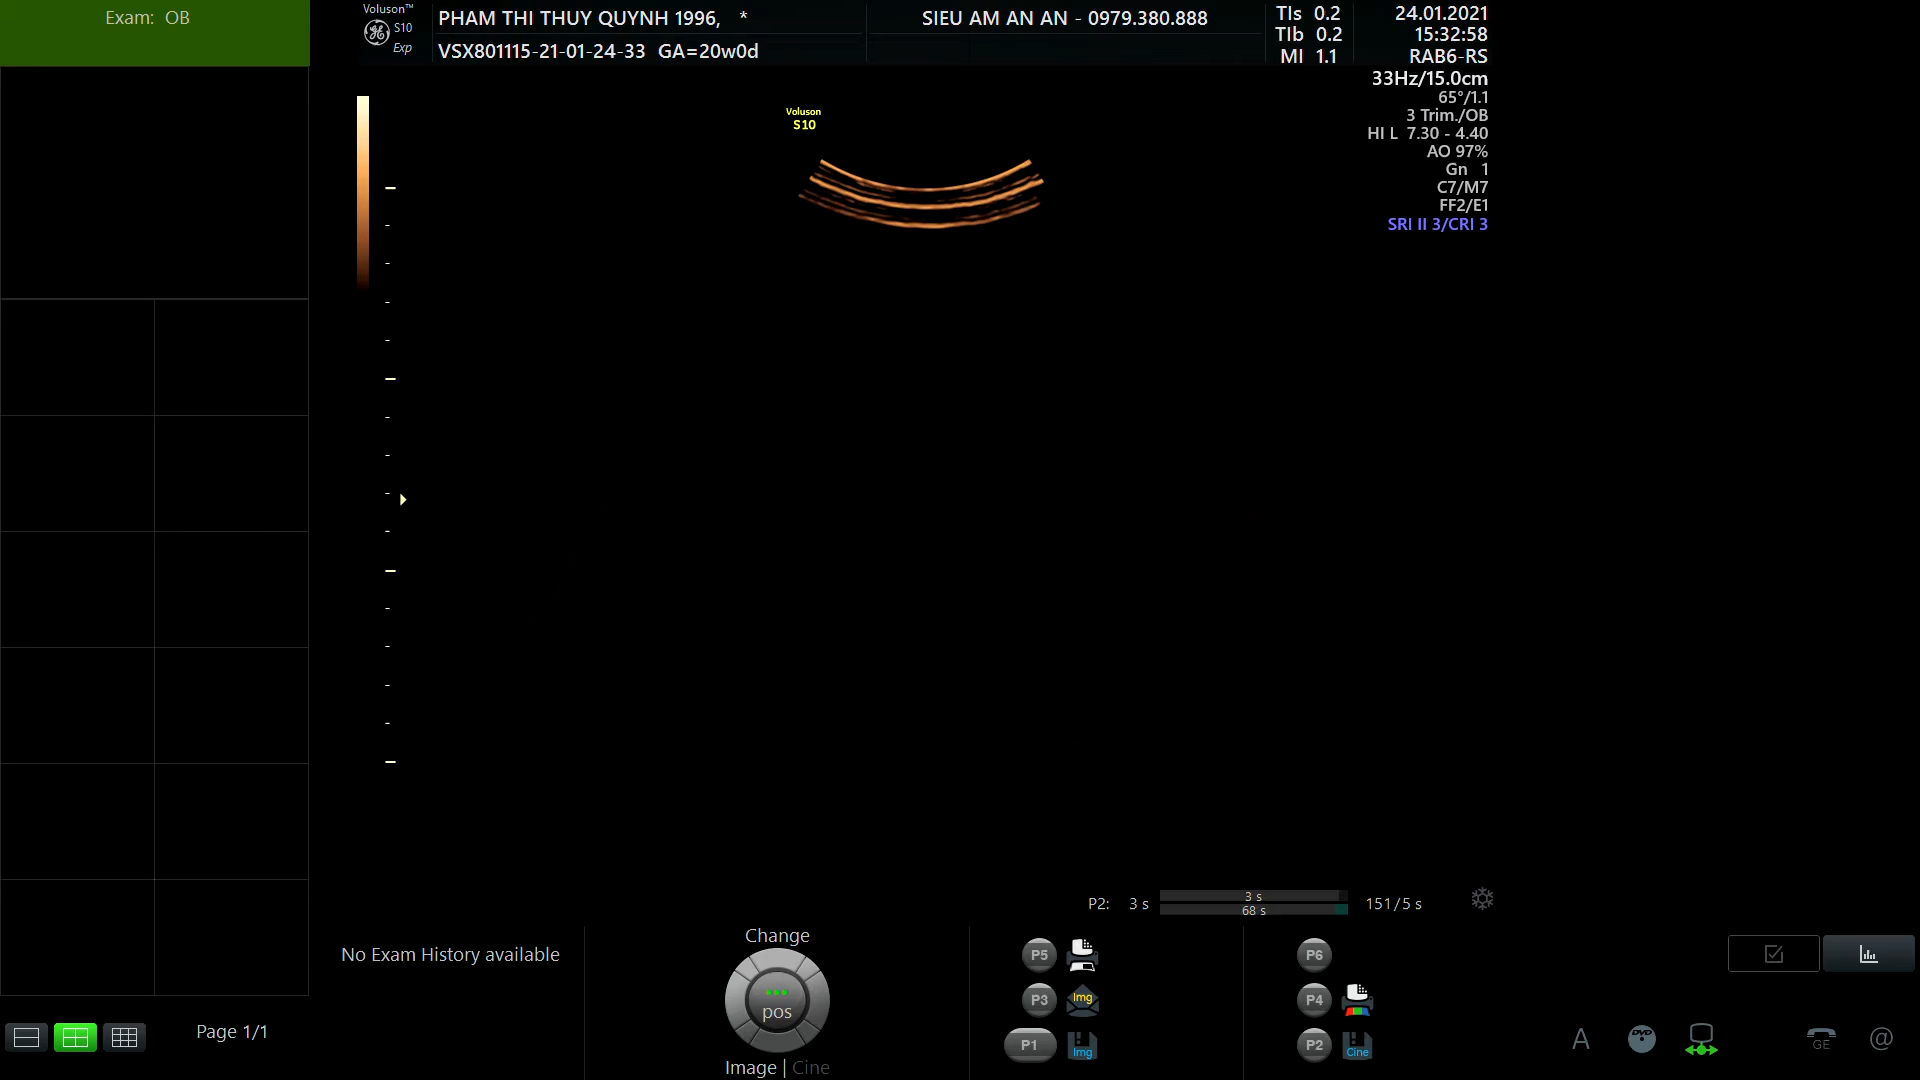 Exam: OB
Voluson™
S10
Exp
PHAM THI THUY QUYNH 1996, *
VSX801115-21-01-24-33 GA=20w0d
SIEU AM AN AN - 0979.380.888
TIs 0.2
TIb 0.2
MI 1.1
24.01.2021
15:32:58
RAB6-RS
33Hz/15.0cm
65°/1.1
3 Trim./OB
HI L 7.30 - 4.40
AO 97%
Gn 1
C7/M7
FF2/E1
SRI II 3/CRI 3
Voluson
S10
P2: 3 s
3 s
68 s
151/5 s
No Exam History available
Change
pos
Image | Cine
P5
P3 Img
P1 Img
P6
P4
P2 Cine
Page 1/1
A
DVD
GE
@